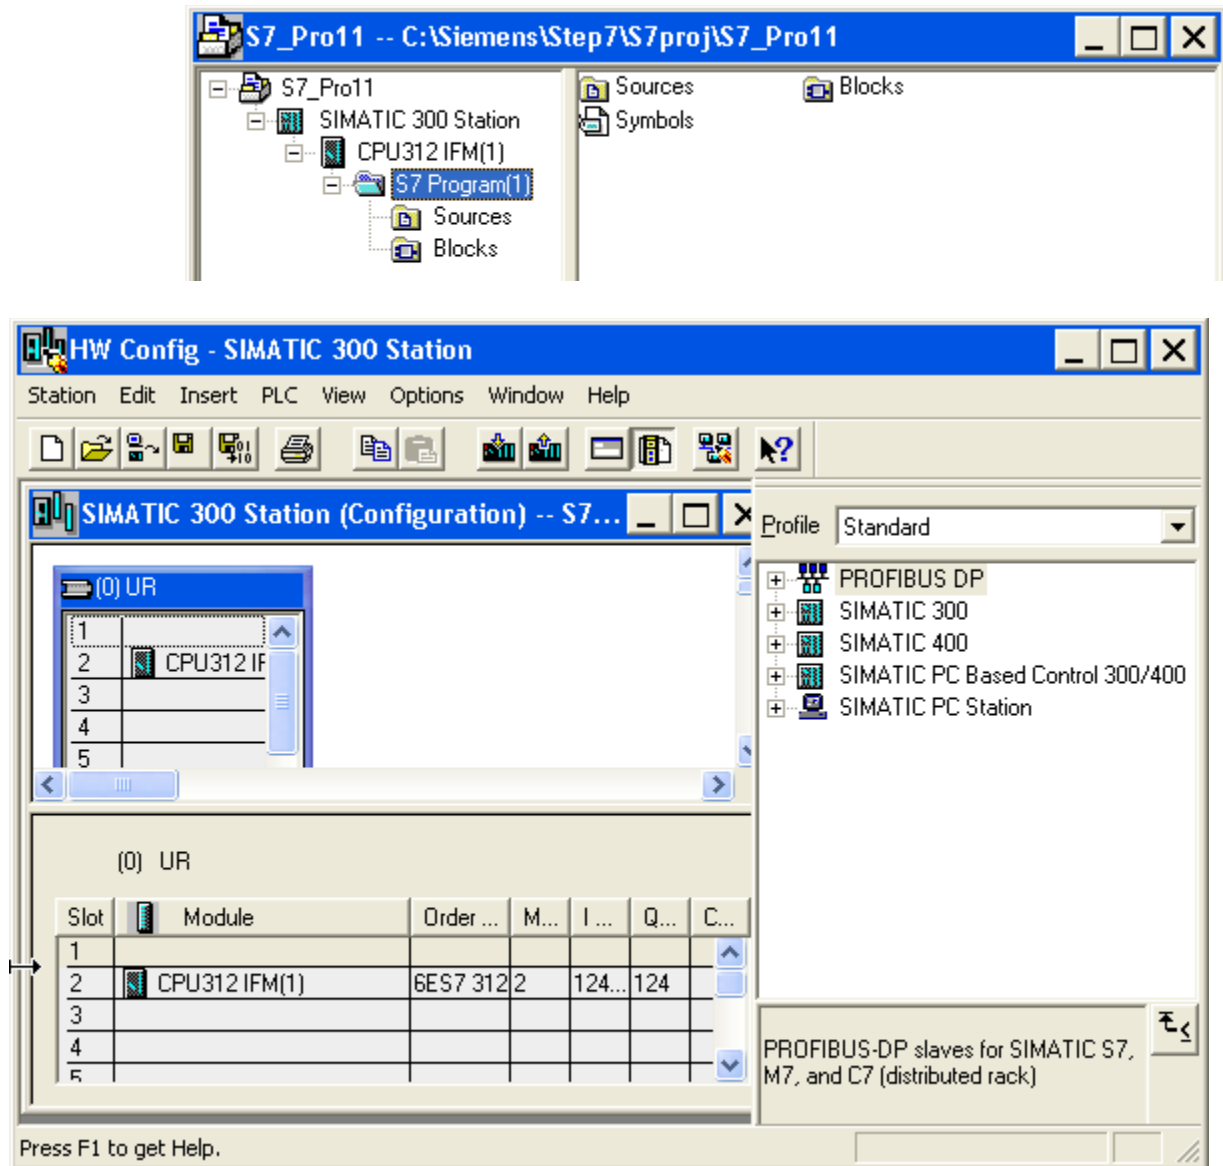 S7_Pro11 -- C:\Siemens\Step7\S7proj\S7_Pro11
S7_Pro11
SIMATIC 300 Station
CPU312 IFM(1)
S7 Program(1)
Sources
Blocks
Sources Blocks
Symbols
HW Config - SIMATIC 300 Station
Station Edit Insert PLC View Options Window Help
SIMATIC 300 Station (Configuration) -- S7...
(0) UR
1
2 CPU312 IF
3
4
5
(0) UR
Slot Module Order ... M... I ... Q... C...
1
2 CPU312 IFM(1) 6ES7 312 2 124... 124
3
4
5
Profile Standard
PROFIBUS DP
SIMATIC 300
SIMATIC 400
SIMATIC PC Based Control 300/400
SIMATIC PC Station
PROFIBUS-DP slaves for SIMATIC S7,
M7, and C7 (distributed rack)
Press F1 to get Help.